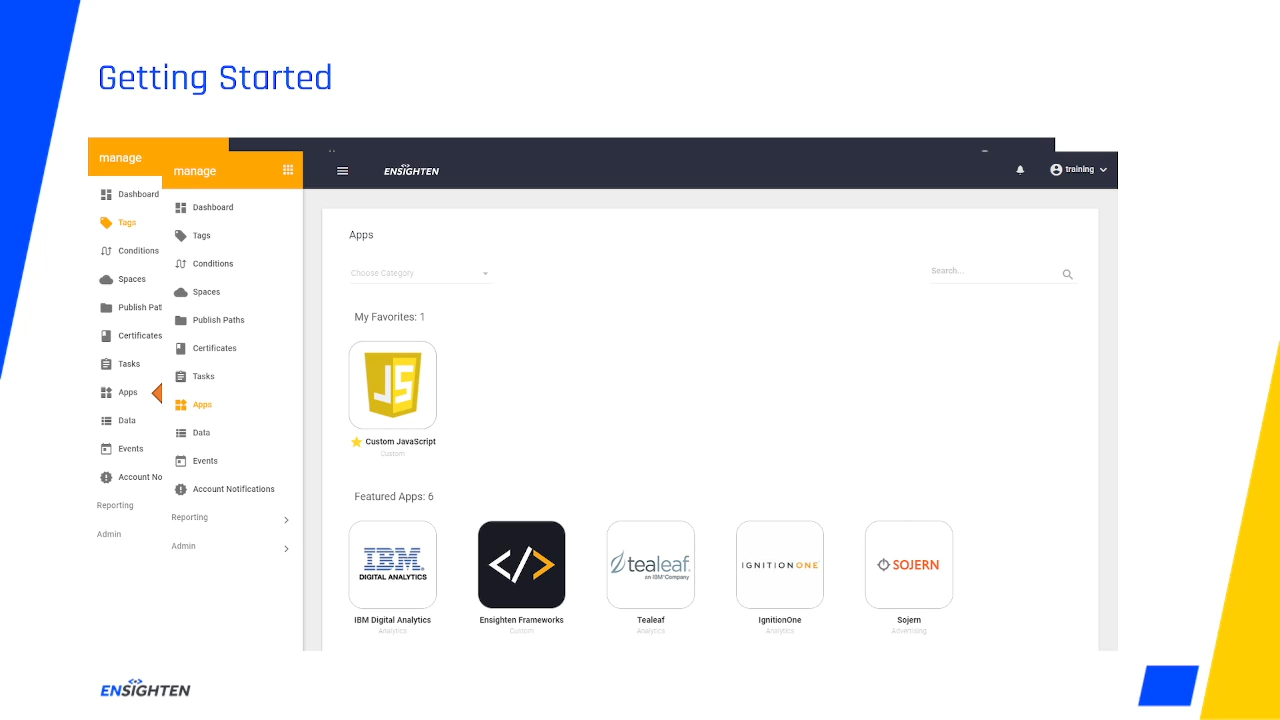 Getting Started
manage
Dashboard
Tags
Conditions
Spaces
Publish Pat
Certificates
Tasks
Apps
Data
Events
Account No
Reporting
Admin
manage
ENSIGHTEN
training
Dashboard
Tags
Conditions
Spaces
Publish Paths
Certificates
Tasks
Apps
Data
Events
Account Notifications
Reporting
Admin
Apps
Choose Category
Search...
My Favorites: 1
JS
Custom JavaScript
Custom
Featured Apps: 6
IBM
DIGITAL ANALYTICS
</>
tealeaf
an IBM Company
IGNITIONONE
SOJERN
IBM Digital Analytics
Ensighten Frameworks
Tealeaf
IgnitionOne
Sojern
Analytics
Custom
Analytics
Analytics
Advertising
ENSIGHTEN